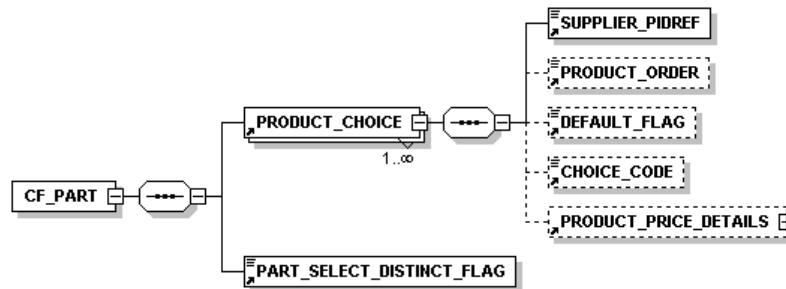 SUPPLIER_PIDREF
PRODUCT_ORDER
PRODUCT_CHOICE
DEFAULT_FLAG
1..∞
CHOICE_CODE
CF_PART
PRODUCT_PRICE_DETAILS
PART_SELECT_DISTINCT_FLAG